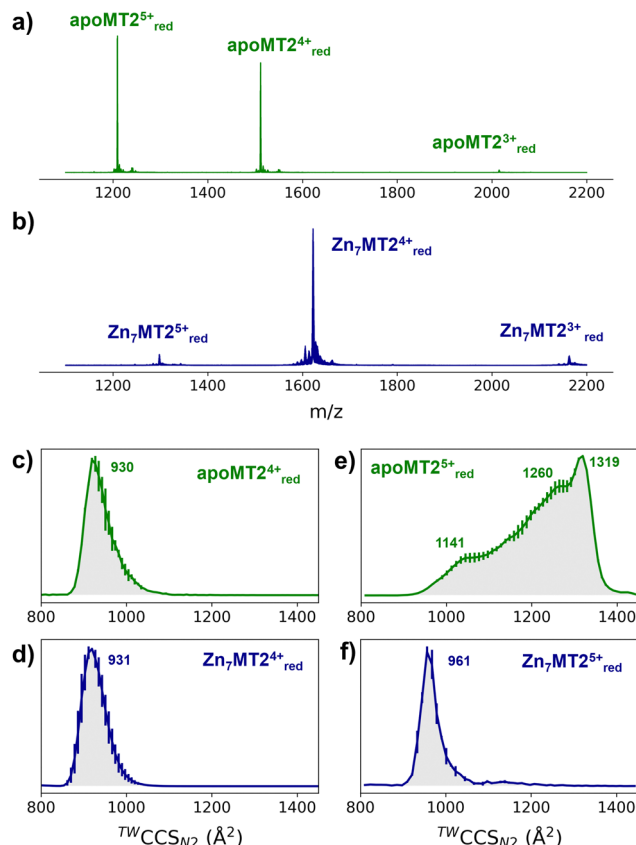 a)
apoMT2⁵⁺red
apoMT2⁴⁺red
apoMT2³⁺red
1200 1400 1600 1800 2000 2200
b)
Zn₇MT2⁴⁺red
Zn₇MT2⁵⁺red
Zn₇MT2³⁺red
1200 1400 1600 1800 2000 2200
m/z
c)
930
apoMT2⁴⁺red
800 1000 1200 1400
e)
apoMT2⁵⁺red
1141
1260
1319
800 1000 1200 1400
d)
931
Zn₇MT2⁴⁺red
800 1000 1200 1400
TWCCSN2 (Å²)
f)
961
Zn₇MT2⁵⁺red
800 1000 1200 1400
TWCCSN2 (Å²)